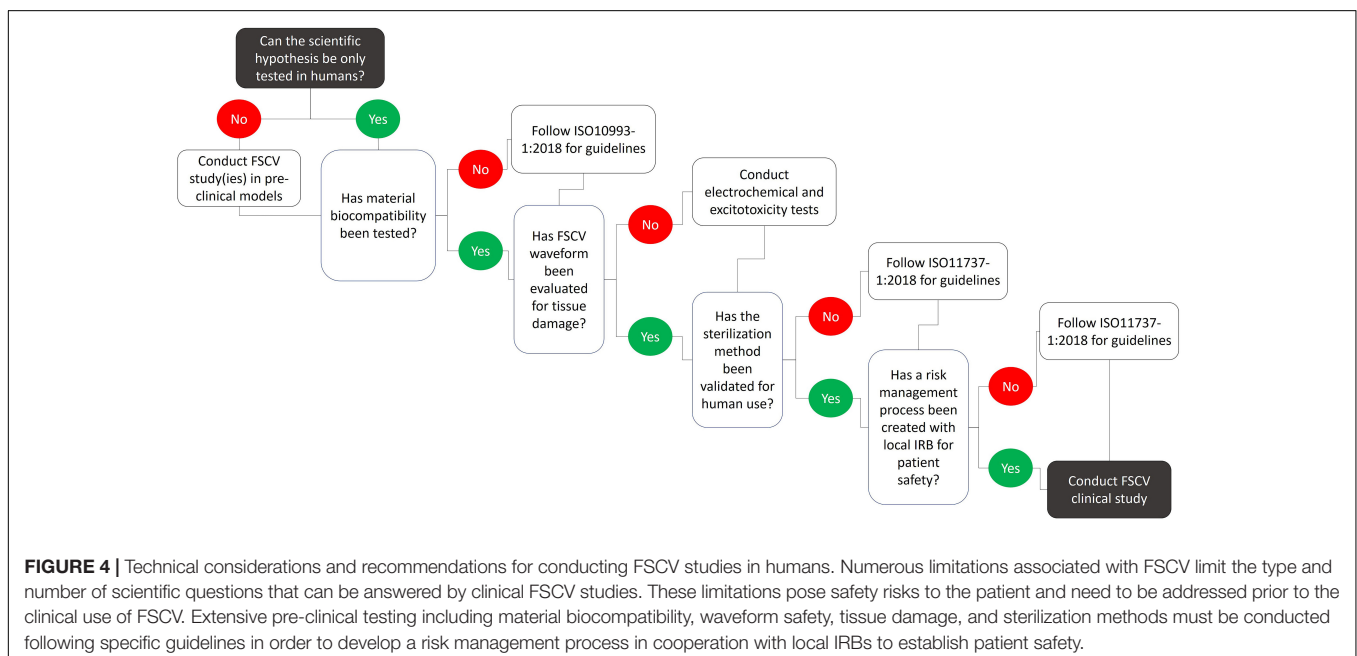 Can the scientific
hypothesis be only
tested in humans?
No
Yes
Conduct FSCV
study(ies) in pre-
clinical models
Has material
biocompatibility
been tested?
No
Yes
Follow ISO10993-
1:2018 for guidelines
Has FSCV
waveform
been
evaluated
for tissue
damage?
No
Yes
Conduct
electrochemical and
excitotoxicity tests
Has the
sterilization
method
been
validated for
human use?
No
Yes
Follow ISO11737-
1:2018 for guidelines
Has a risk
management
process been
created with
local IRB for
patient
safety?
No
Yes
Follow ISO11737-
1:2018 for guidelines
Conduct FSCV
clinical study
FIGURE 4 | Technical considerations and recommendations for conducting FSCV studies in humans. Numerous limitations associated with FSCV limit the type and
number of scientific questions that can be answered by clinical FSCV studies. These limitations pose safety risks to the patient and need to be addressed prior to the
clinical use of FSCV. Extensive pre-clinical testing including material biocompatibility, waveform safety, tissue damage, and sterilization methods must be conducted
following specific guidelines in order to develop a risk management process in cooperation with local IRBs to establish patient safety.